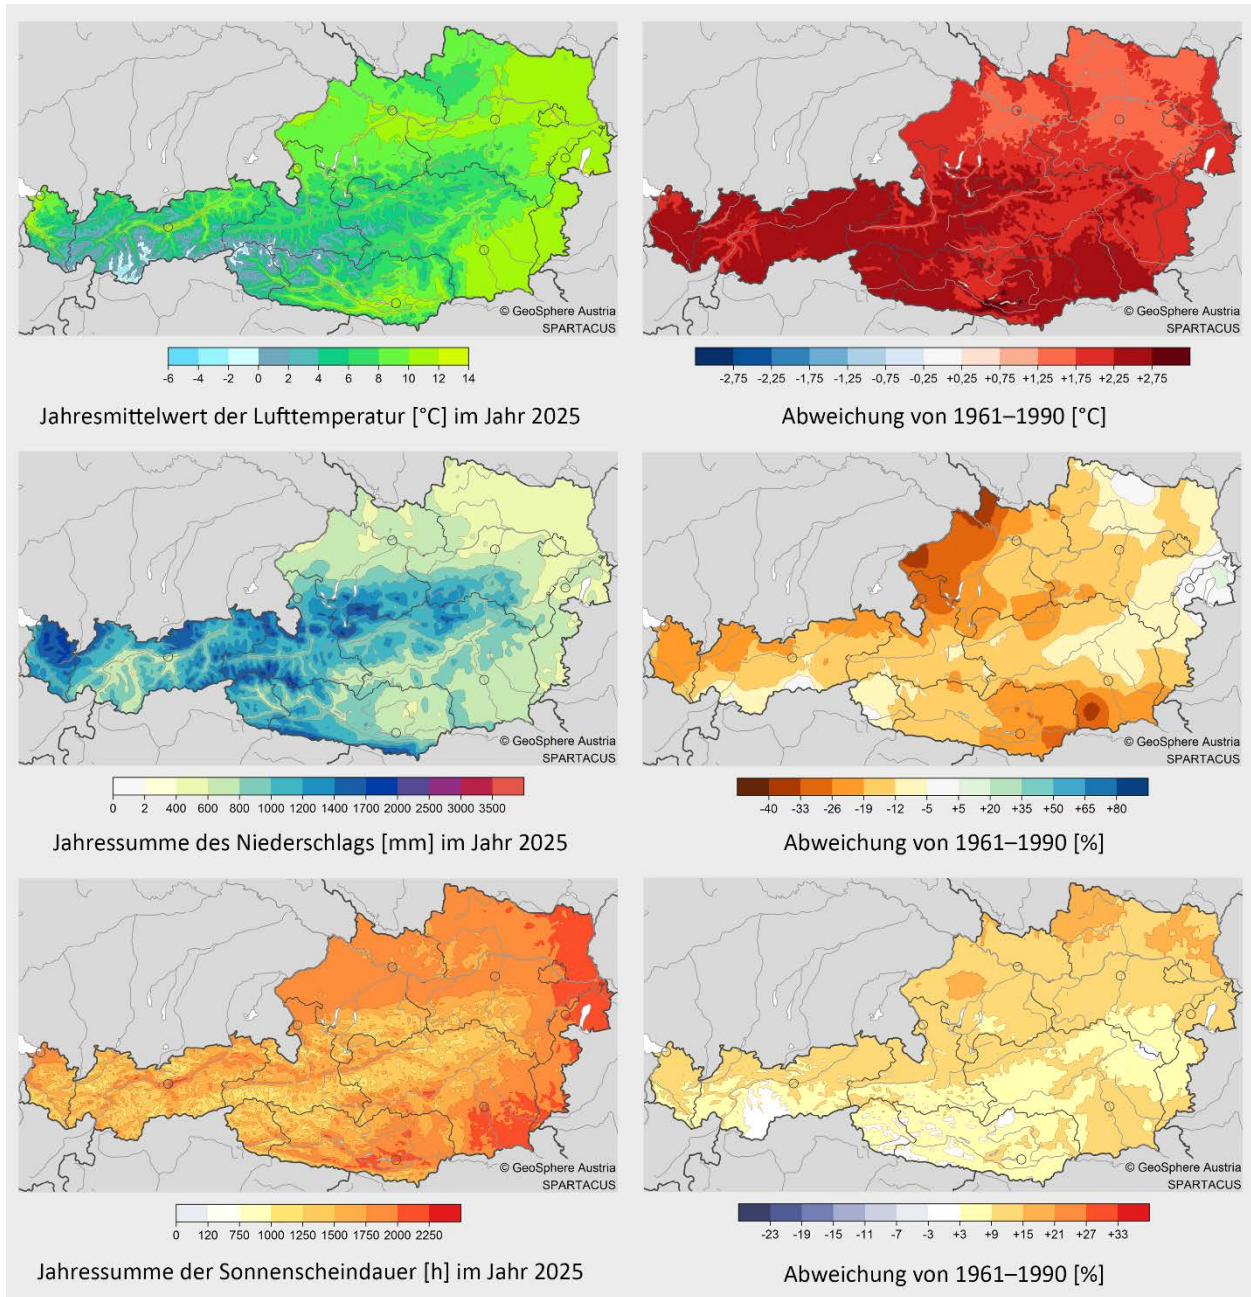 © GeoSphere Austria
SPARTACUS
-6 -4 -2 0 2 4 6 8 10 12 14
Jahresmittelwert der Lufttemperatur [°C] im Jahr 2025
© GeoSphere Austria
SPARTACUS
-2,75 -2,25 -1,75 -1,25 -0,75 -0,25 +0,25 +0,75 +1,25 +1,75 +2,25 +2,75
Abweichung von 1961–1990 [°C]
© GeoSphere Austria
SPARTACUS
0 2 400 600 800 1000 1200 1400 1700 2000 2500 3000 3500
Jahressumme des Niederschlags [mm] im Jahr 2025
© GeoSphere Austria
SPARTACUS
-40 -33 -26 -19 -12 -5 +5 +20 +35 +50 +65 +80
Abweichung von 1961–1990 [%]
© GeoSphere Austria
SPARTACUS
0 120 750 1000 1250 1500 1750 2000 2250
Jahressumme der Sonnenscheindauer [h] im Jahr 2025
© GeoSphere Austria
SPARTACUS
-23 -19 -15 -11 -7 -3 +3 +9 +15 +21 +27 +33
Abweichung von 1961–1990 [%]